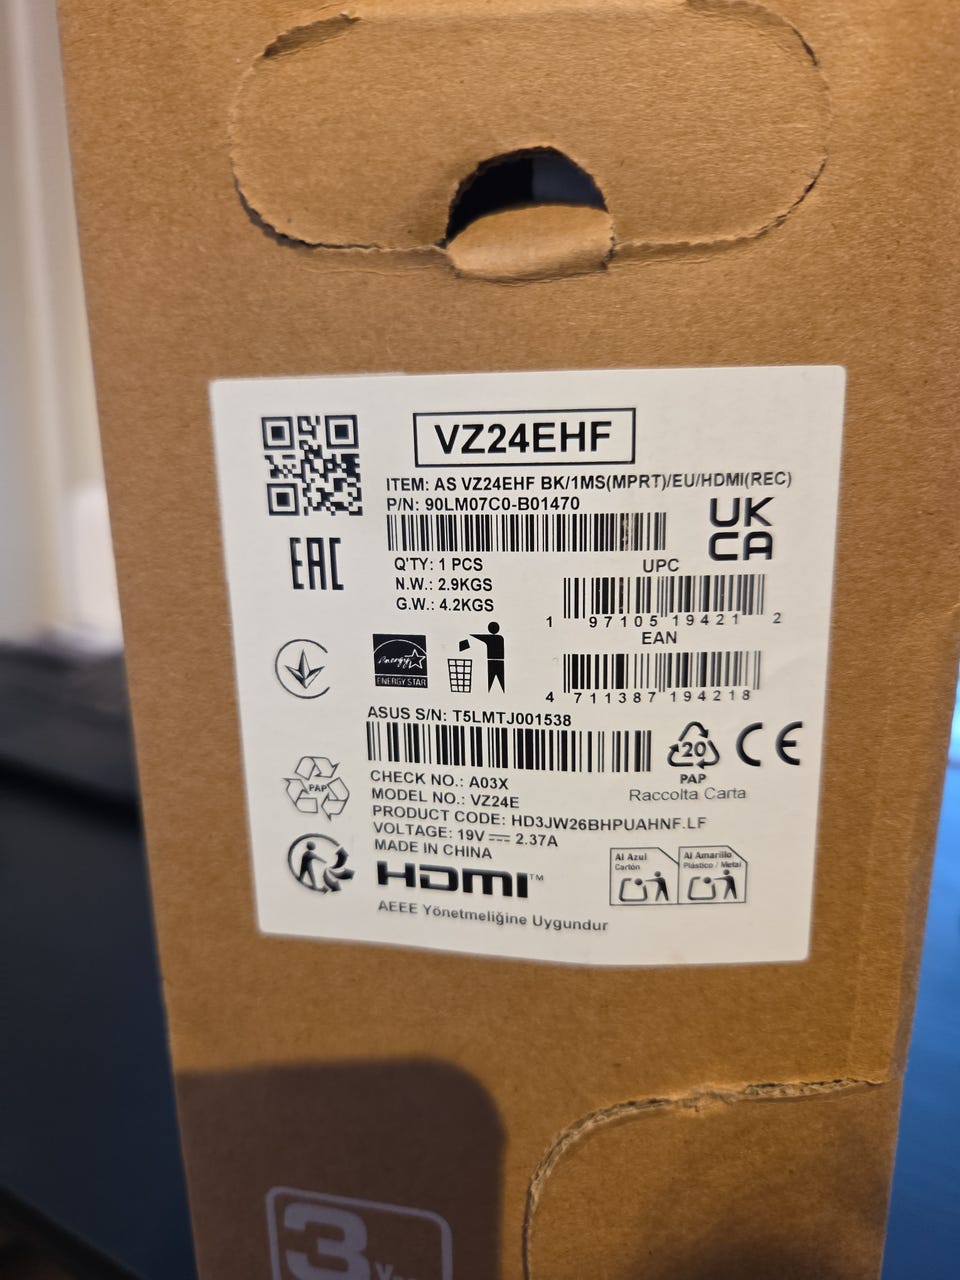 VZ24EHF
ITEM: AS VZ24EHF BK/1MS(MPRT)/EU/HDMI(REC)
P/N: 90LM07C0-B01470
UK
CA
EAC
Q'TY: 1 PCS
N.W.: 2.9KGS
G.W.: 4.2KGS
UPC
1 97105 19421 2
EAN
4 711387 194218
energy
ENERGY STAR
ASUS S/N: T5LMTJ001538
20
PAP
Raccolta Carta
CE
PAP
CHECK NO.: A03X
MODEL NO.: VZ24E
PRODUCT CODE: HD3JW26BHPUAHNF.LF
VOLTAGE: 19V ⎓ 2.37A
MADE IN CHINA
HDMI™
AEEE Yönetmeliğine Uygundur
Al Azul
Cartón
Al Amarillo
Plástico / Metal
3